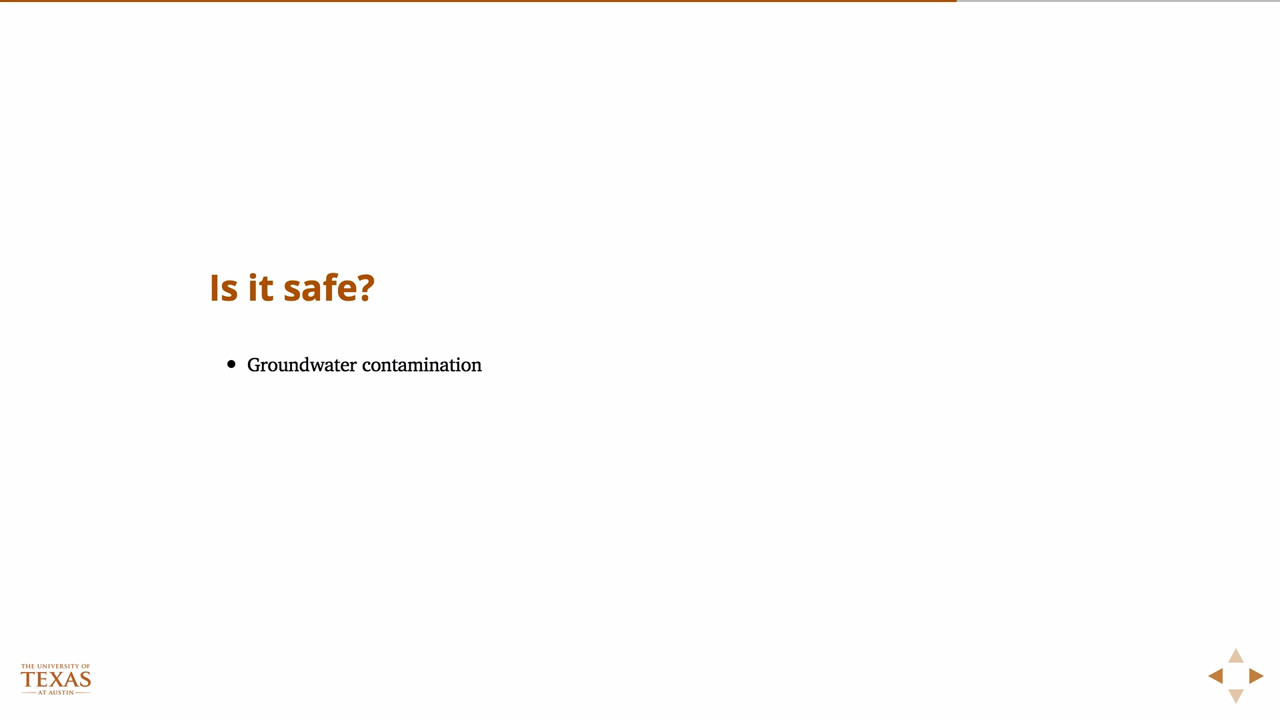 Is it safe?
• Groundwater contamination
THE UNIVERSITY OF
TEXAS
AT AUSTIN